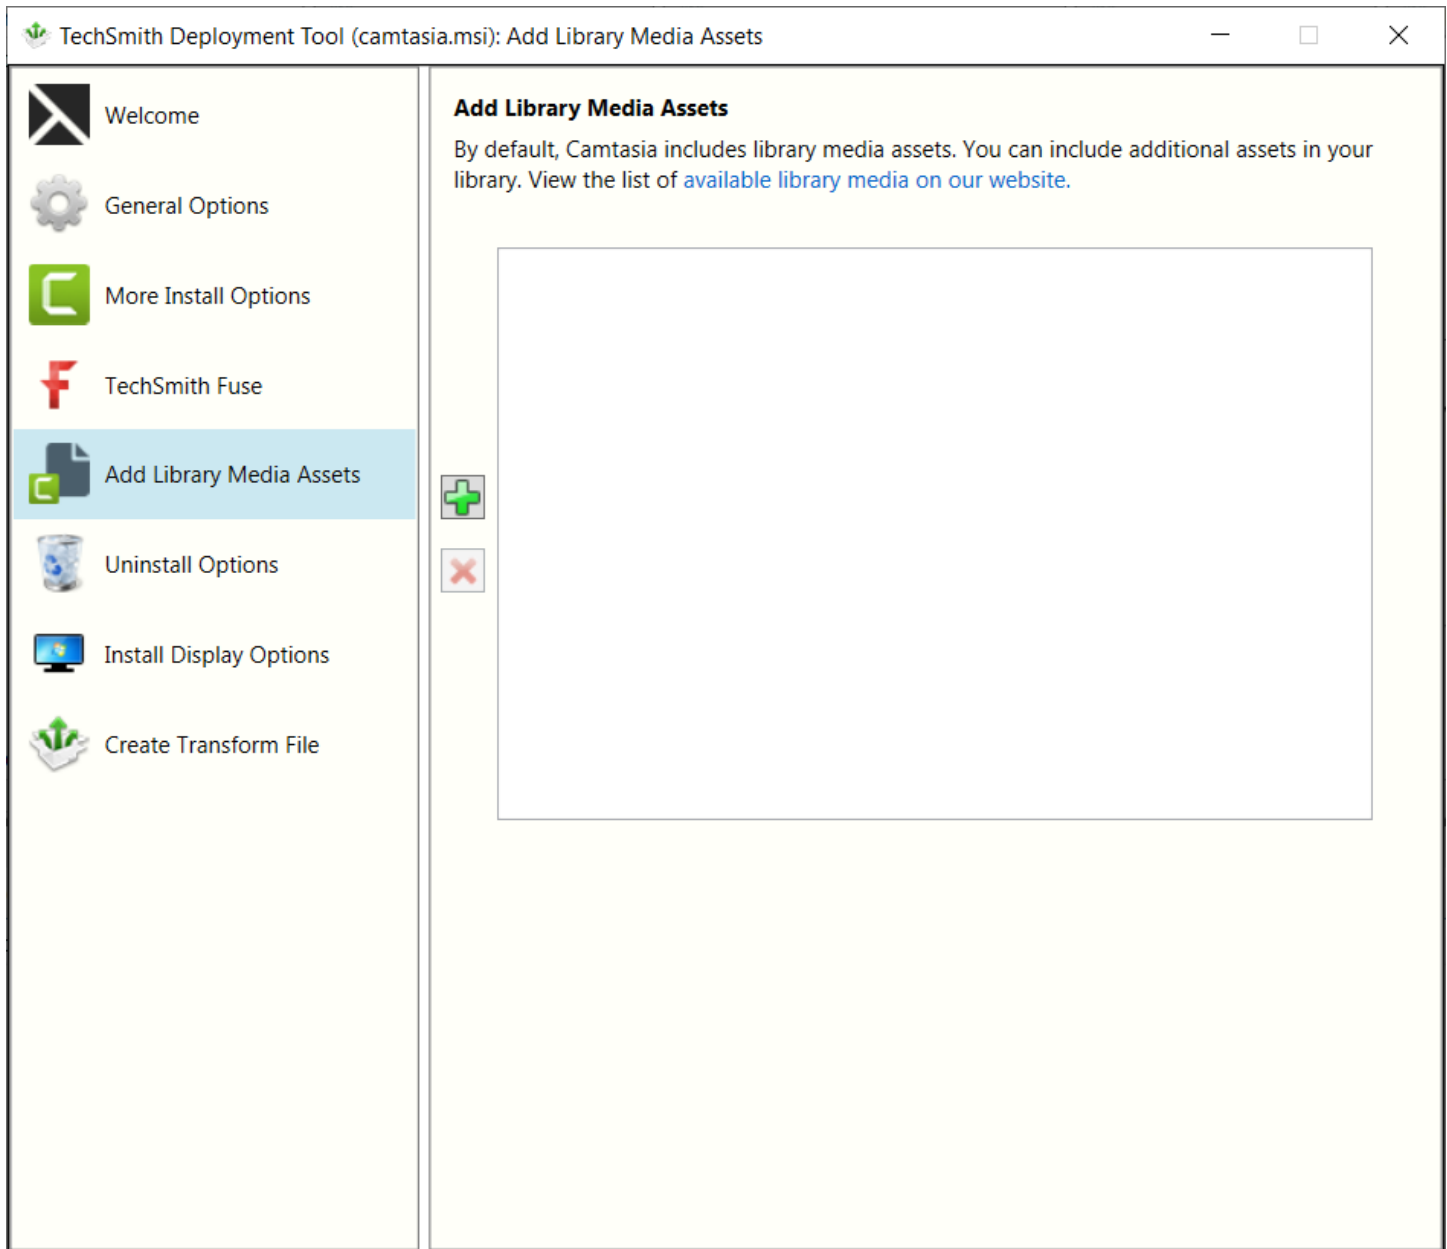 TechSmith Deployment Tool (camtasia.msi): Add Library Media Assets
Welcome
General Options
More Install Options
TechSmith Fuse
Add Library Media Assets
Uninstall Options
Install Display Options
Create Transform File
Add Library Media Assets
By default, Camtasia includes library media assets. You can include additional assets in your
library. View the list of available library media on our website.